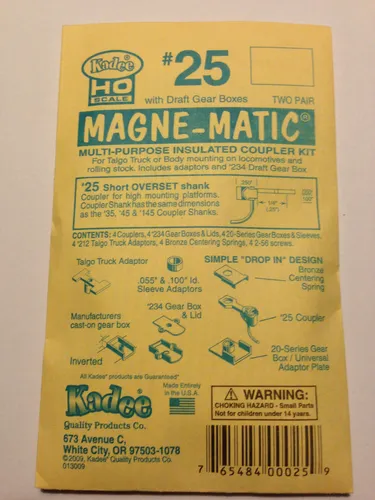 Kadee®
HO
SCALE
#25
with Draft Gear Boxes
TWO PAIR
MAGNE-MATIC®
MULTI-PURPOSE INSULATED COUPLER KIT
For Talgo Truck or Body mounting on locomotives and
rolling stock. Includes adaptors and #234 Draft Gear Box
#25 Short OVERSET shank
Coupler for high mounting platforms.
Coupler Shank has the same dimensions
as the #35, #45 & #145 Coupler Shanks.
CONTENTS: 4 Couplers, 4 #234 Gear Boxes & Lids, 4 20-Series Gear Boxes & Sleeves,
4 #212 Talgo Truck Adaptors, 4 Bronze Centering Springs, 4 2-56 screws.
Talgo Truck Adaptor
.055" & .100" Id.
Sleeve Adaptors
SIMPLE "DROP IN" DESIGN
Bronze
Centering
Spring
#234 Gear Box
& Lid
Manufacturers
cast-on gear box
#25 Coupler
Inverted
20-Series Gear
Box / Universal
Adaptor Plate
All Kadee® products are Guaranteed®
Kadee®
Quality Products Co.
Made Entirely
in the U.S.A.
673 Avenue C,
White City, OR 97503-1078
©2009, Kadee® Quality Products Co.
013009
WARNING:
CHOKING HAZARD - Small Parts
Not for children under 14 years.
7 65484 00025 9